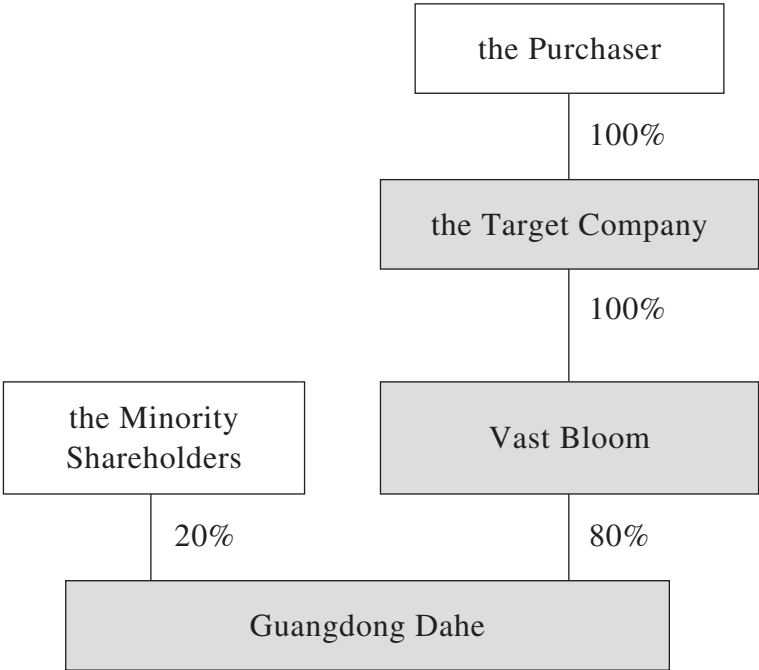 the Purchaser
100%
the Target Company
100%
the Minority
Shareholders
Vast Bloom
20%
80%
Guangdong Dahe